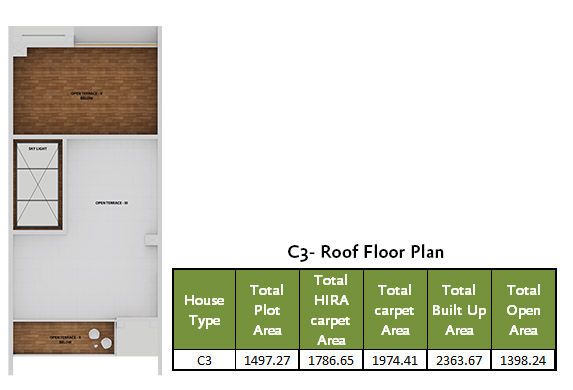 OPEN TERRACE - II
BELOW
SKY LIGHT
OPEN TERRACE - III
OPEN TERRACE - I
BELOW
C3- Roof Floor Plan
House Type
Total Plot Area
Total HIRA carpet Area
Total carpet Area
Total Built Up Area
Total Open Area
C3 1497.27 1786.65 1974.41 2363.67 1398.24